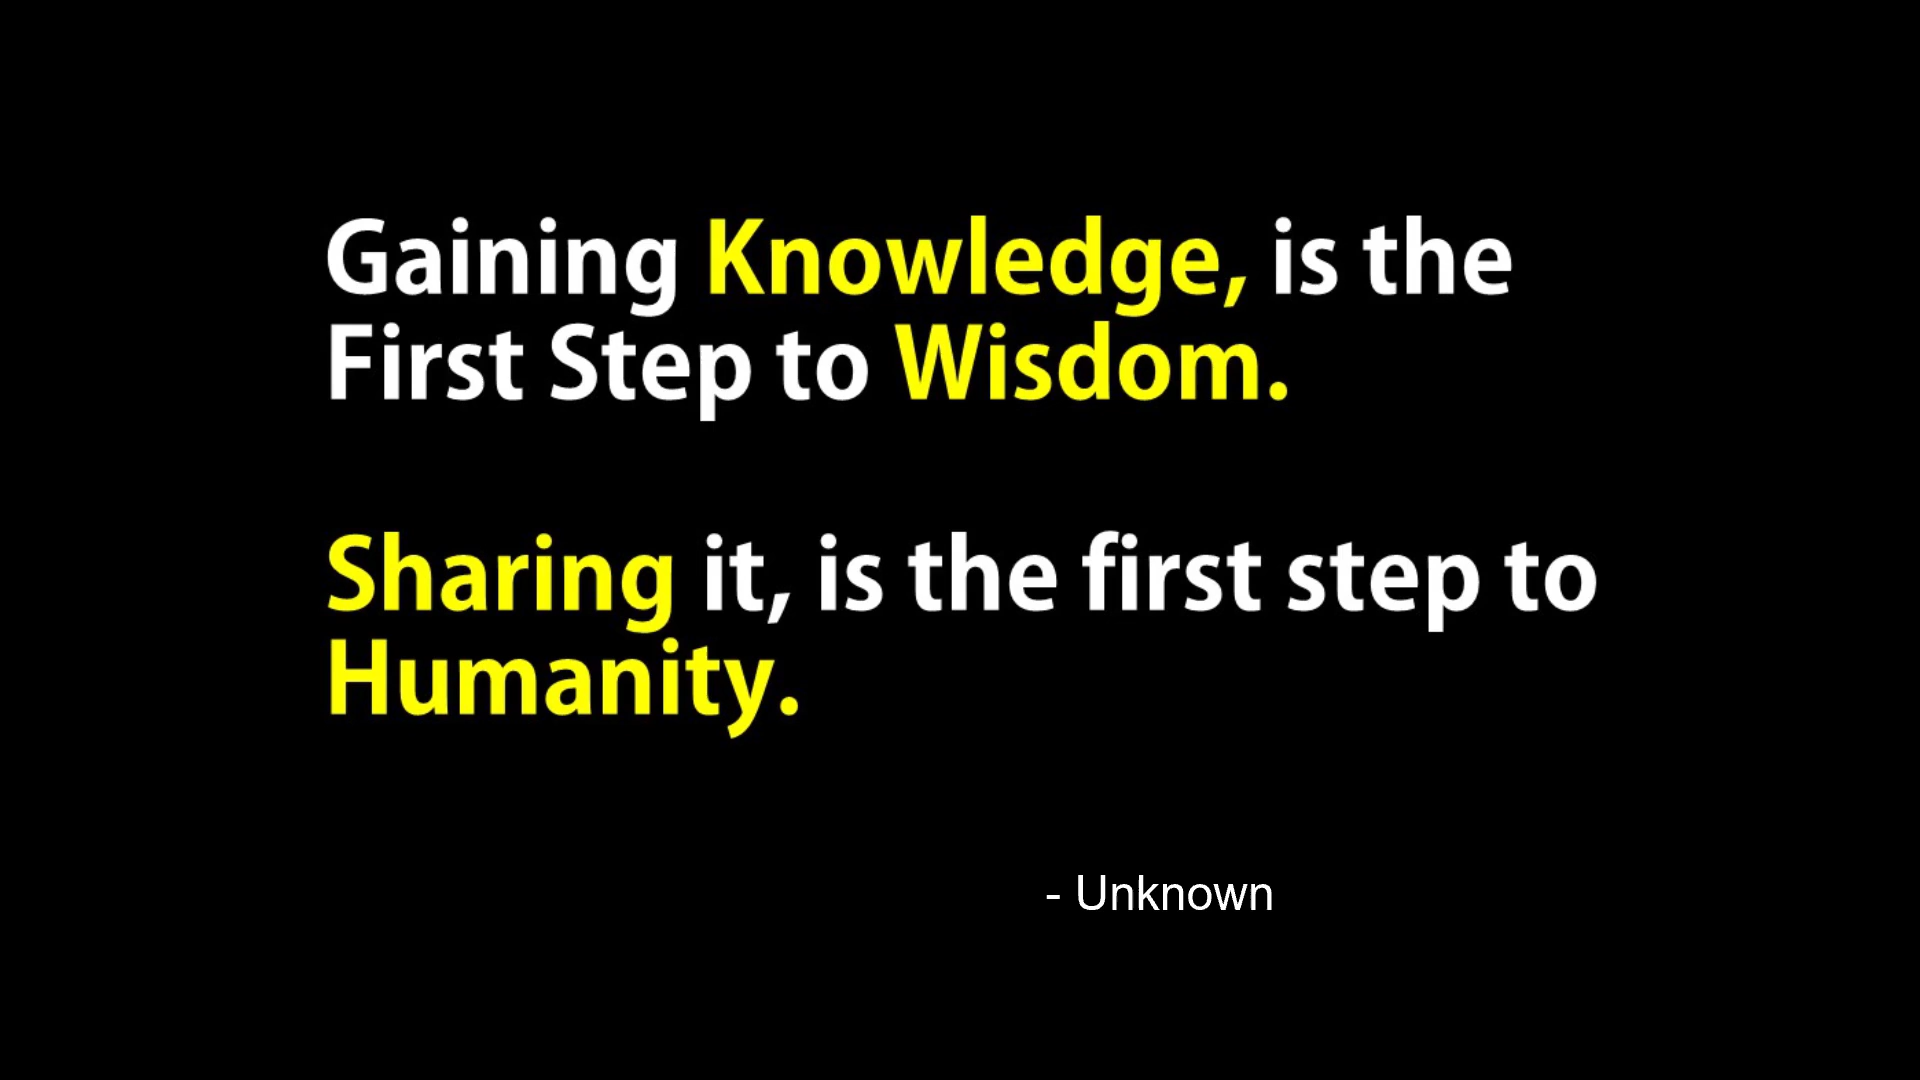 Gaining Knowledge, is the
First Step to Wisdom.
Sharing it, is the first step to
Humanity.
- Unknown